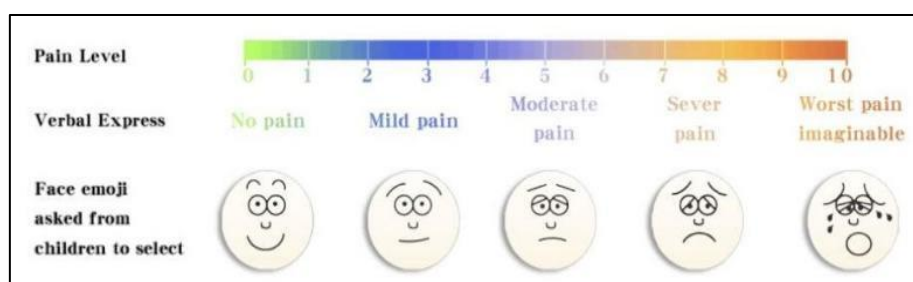 Pain Level
0 1 2 3 4 5 6 7 8 9 10
Verbal Express
No pain
Mild pain
Moderate
pain
Sever
pain
Worst pain
imaginable
Face emoji
asked from
children to select